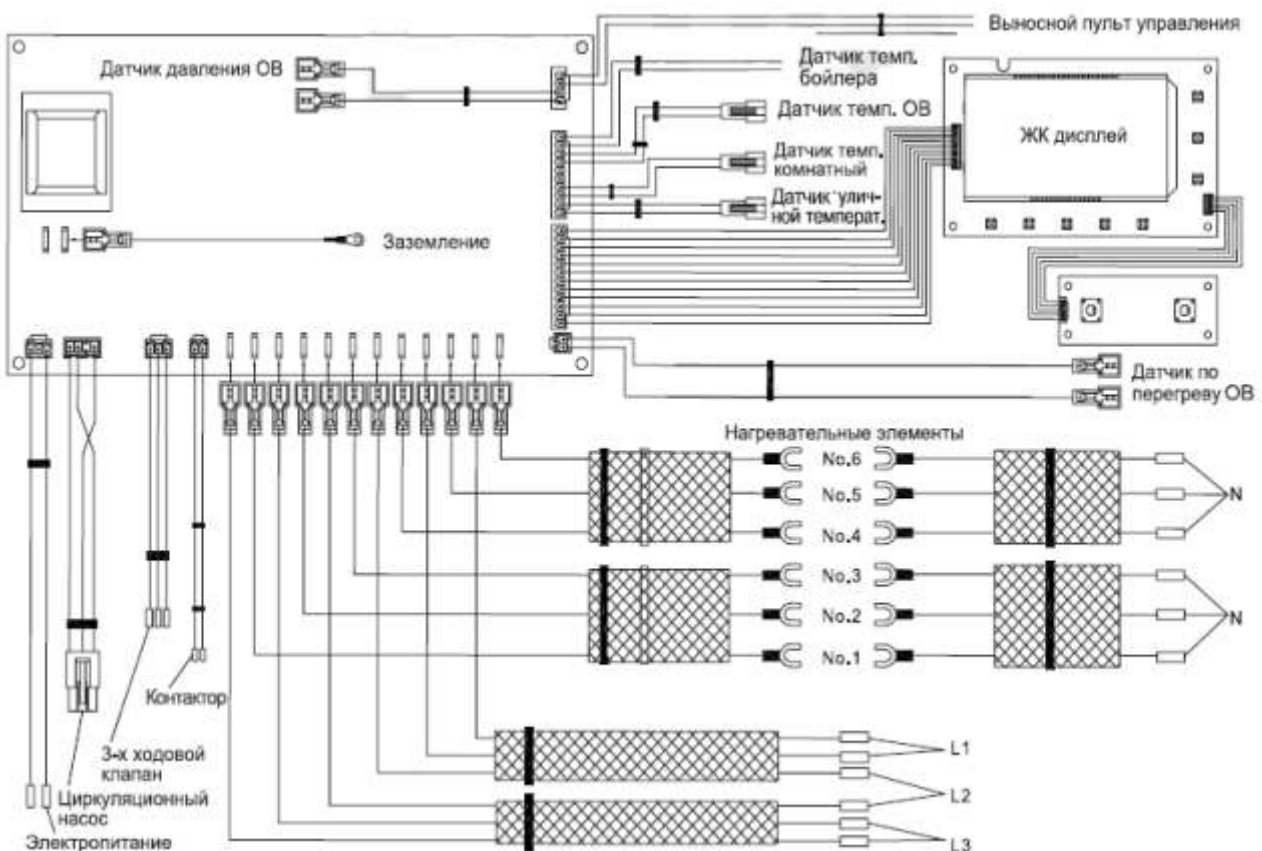 Выносной пульт управления
Датчик давления ОВ
Датчик темп.
бойлера
Датчик темп. ОВ
ЖК дисплей
Датчик темп.
комнатный
Датчик улич-
ной температ.
Заземление
Датчик по
перегреву ОВ
Нагревательные элементы
No.6
No.5
N
No.4
No.3
No.2
N
No.1
Контактор
3-х ходовой
клапан
L1
Циркуляционный
насос
L2
Электропитание
L3